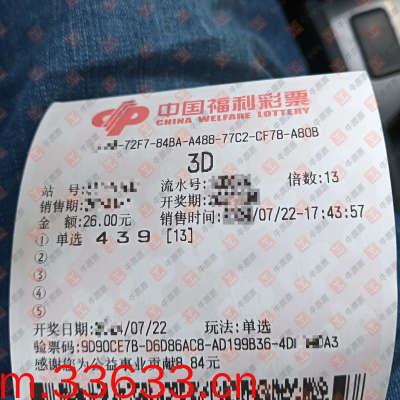 中国福利彩票
CHINA WELFARE LOTTERY
-72F7-84BA-A488-77C2-CF78-A80B
3D
站 号: 流水号: 倍数:13
销售期: 开奖期:
金 额:26.00元 销售时间: /07/22-17:43:57
① 单选 4 3 9 [13]
②
③
④
⑤
开奖日期: /07/22 玩法:单选
验票码:9D90CE7B-D6D86AC8-AD199B36-4D DA3
感谢您为公益事业贡献8.84元
m.33633.cn